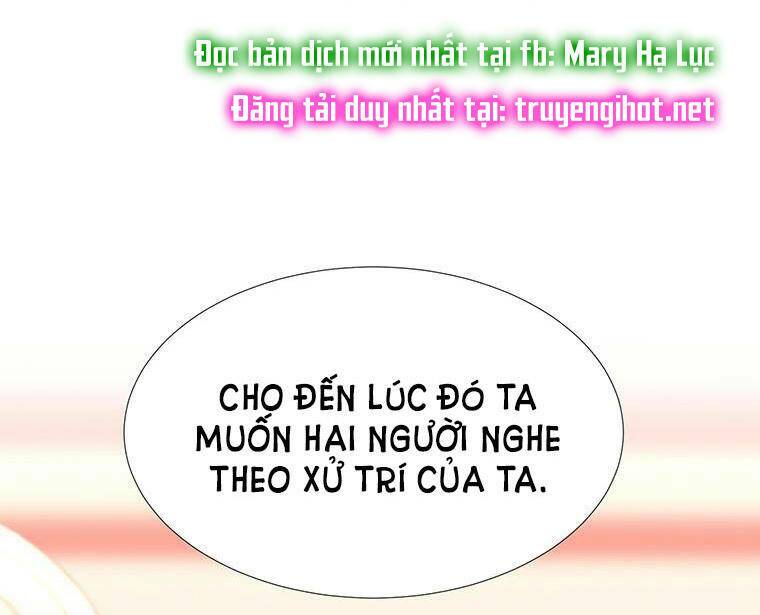 Đọc bản dịch mới nhất tại fb: Mary Hạ Lục
Đăng tải duy nhất tại: truyengihot.net
CHO ĐẾN LÚC ĐÓ TA
MUỐN HAI NGƯỜI NGHE
THEO XỬ TRÍ CỦA TA.